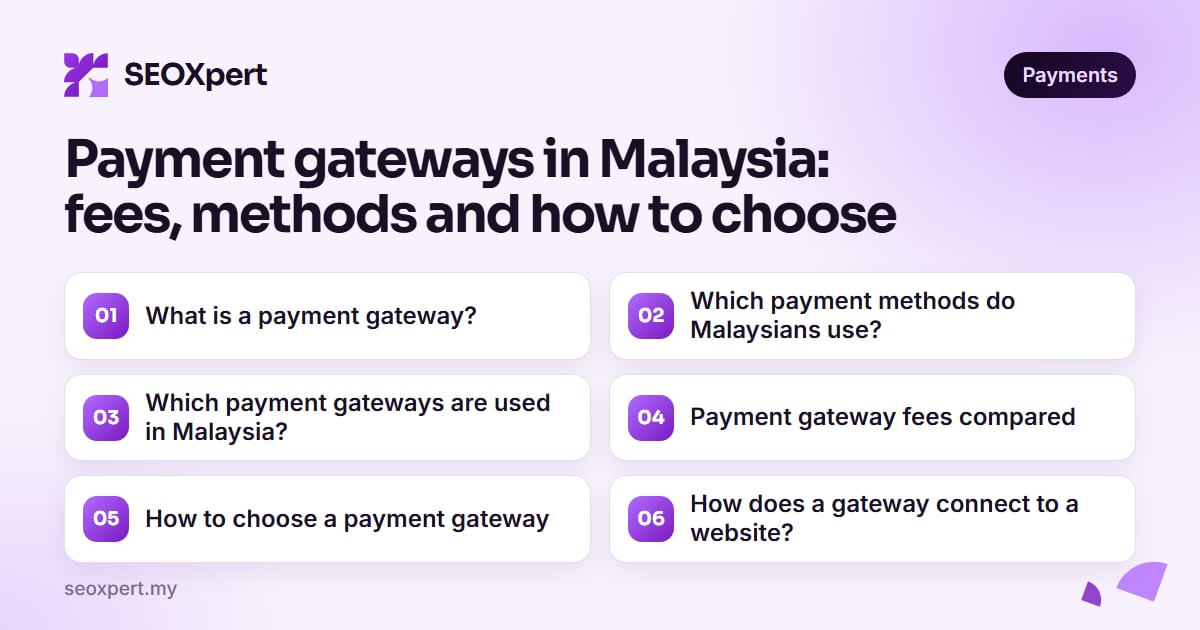 SEOXpert
Payments
Payment gateways in Malaysia:
fees, methods and how to choose
01 What is a payment gateway?
02 Which payment methods do
Malaysians use?
03 Which payment gateways are used
in Malaysia?
04 Payment gateway fees compared
05 How to choose a payment gateway
06 How does a gateway connect to a
website?
seoxpert.my